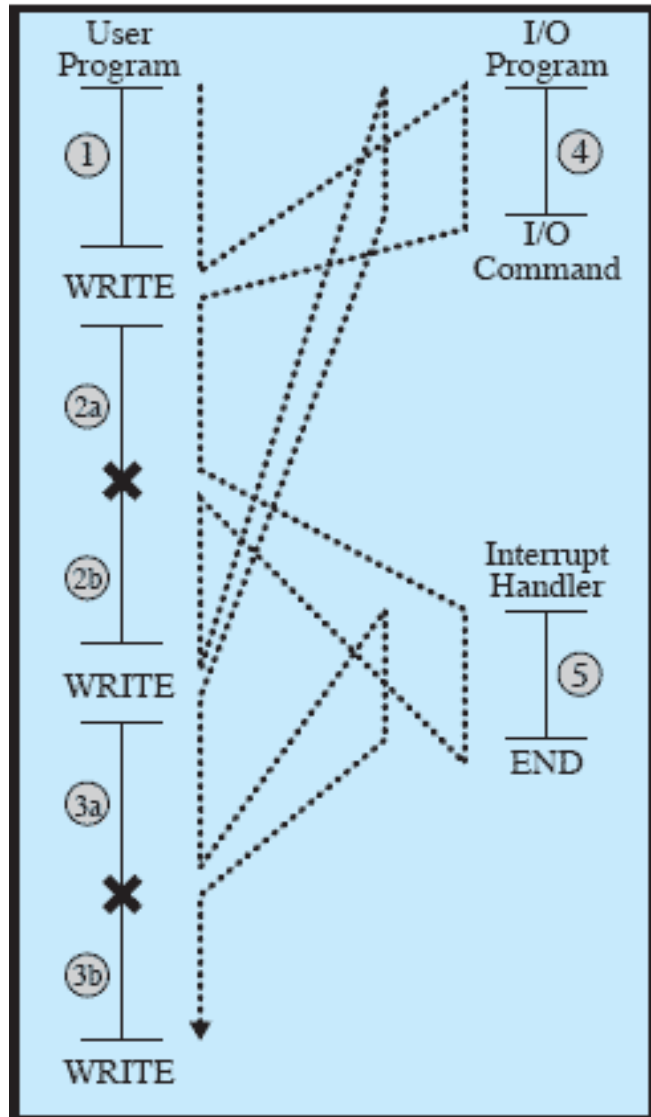 User
Program
1
WRITE
2a
2b
WRITE
3a
3b
WRITE
I/O
Program
4
I/O
Command
Interrupt
Handler
5
END